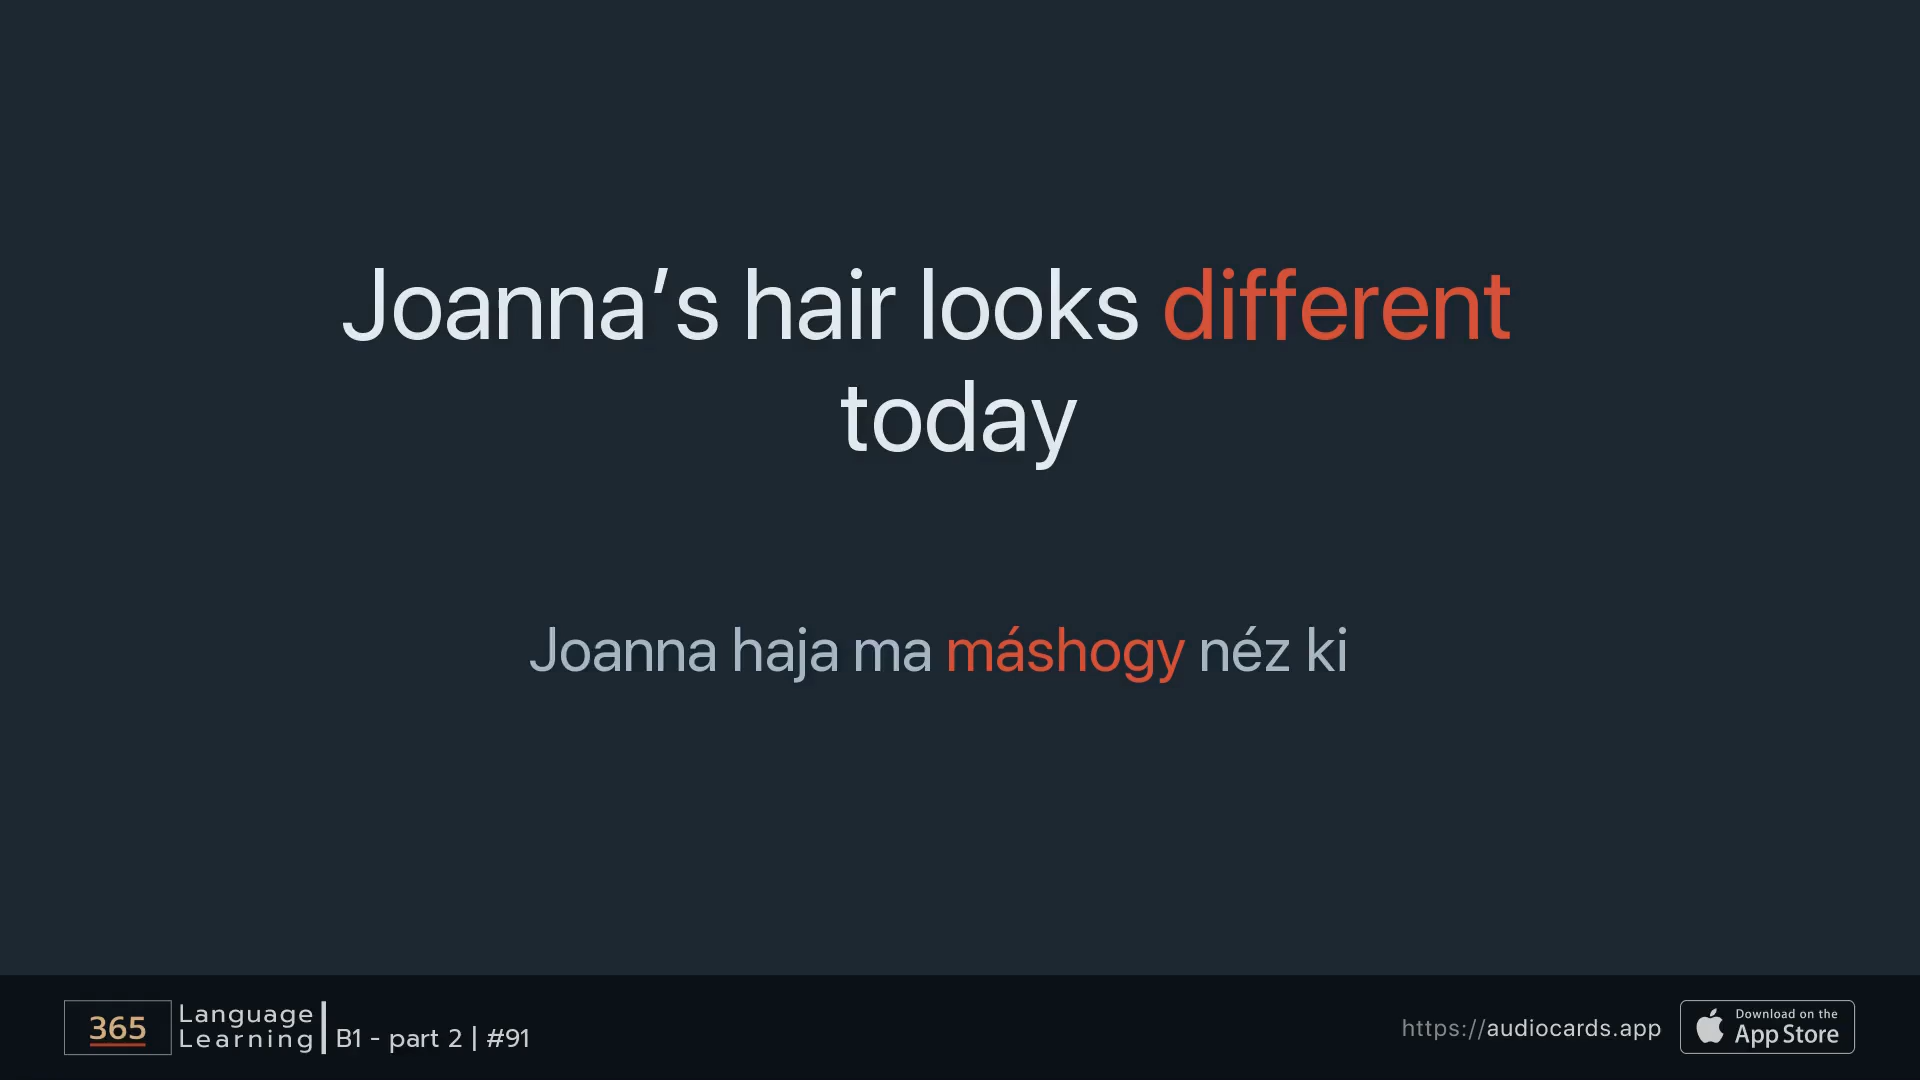 Joanna’s hair looks different
today
Joanna haja ma máshogy néz ki
365
Language
Learning
B1 - part 2 | #91
https://audiocards.app
Download on the
App Store